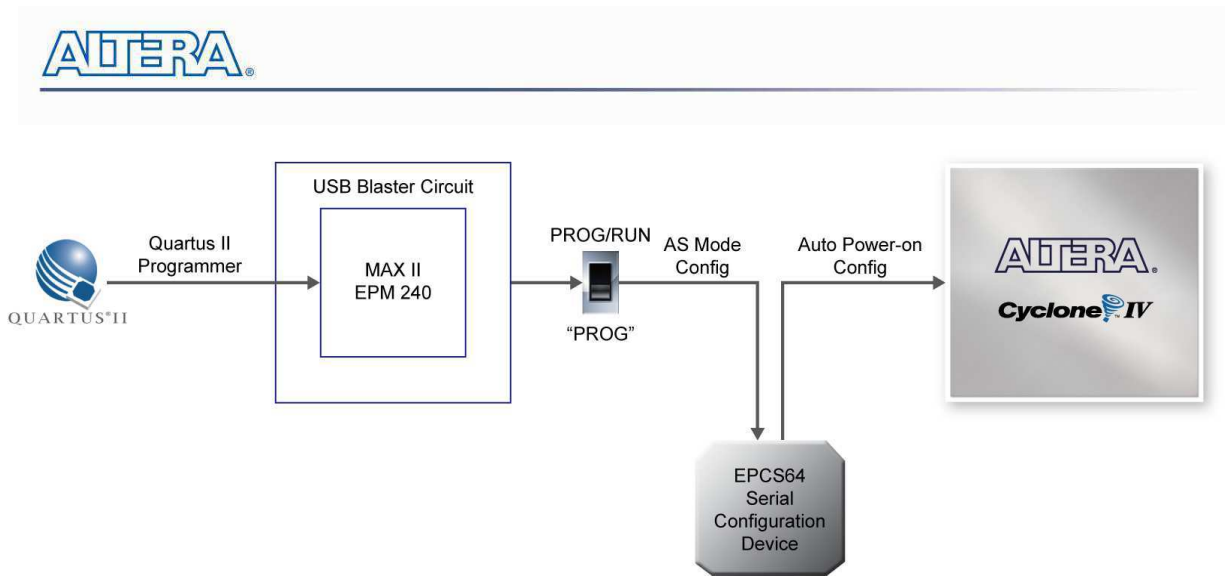 ALTERA®
USB Blaster Circuit
Quartus II
Programmer
MAX II
EPM 240
PROG/RUN
"PROG"
AS Mode
Config
Auto Power-on
Config
ALTERA®
Cyclone™ IV
QUARTUS®II
EPCS64
Serial
Configuration
Device